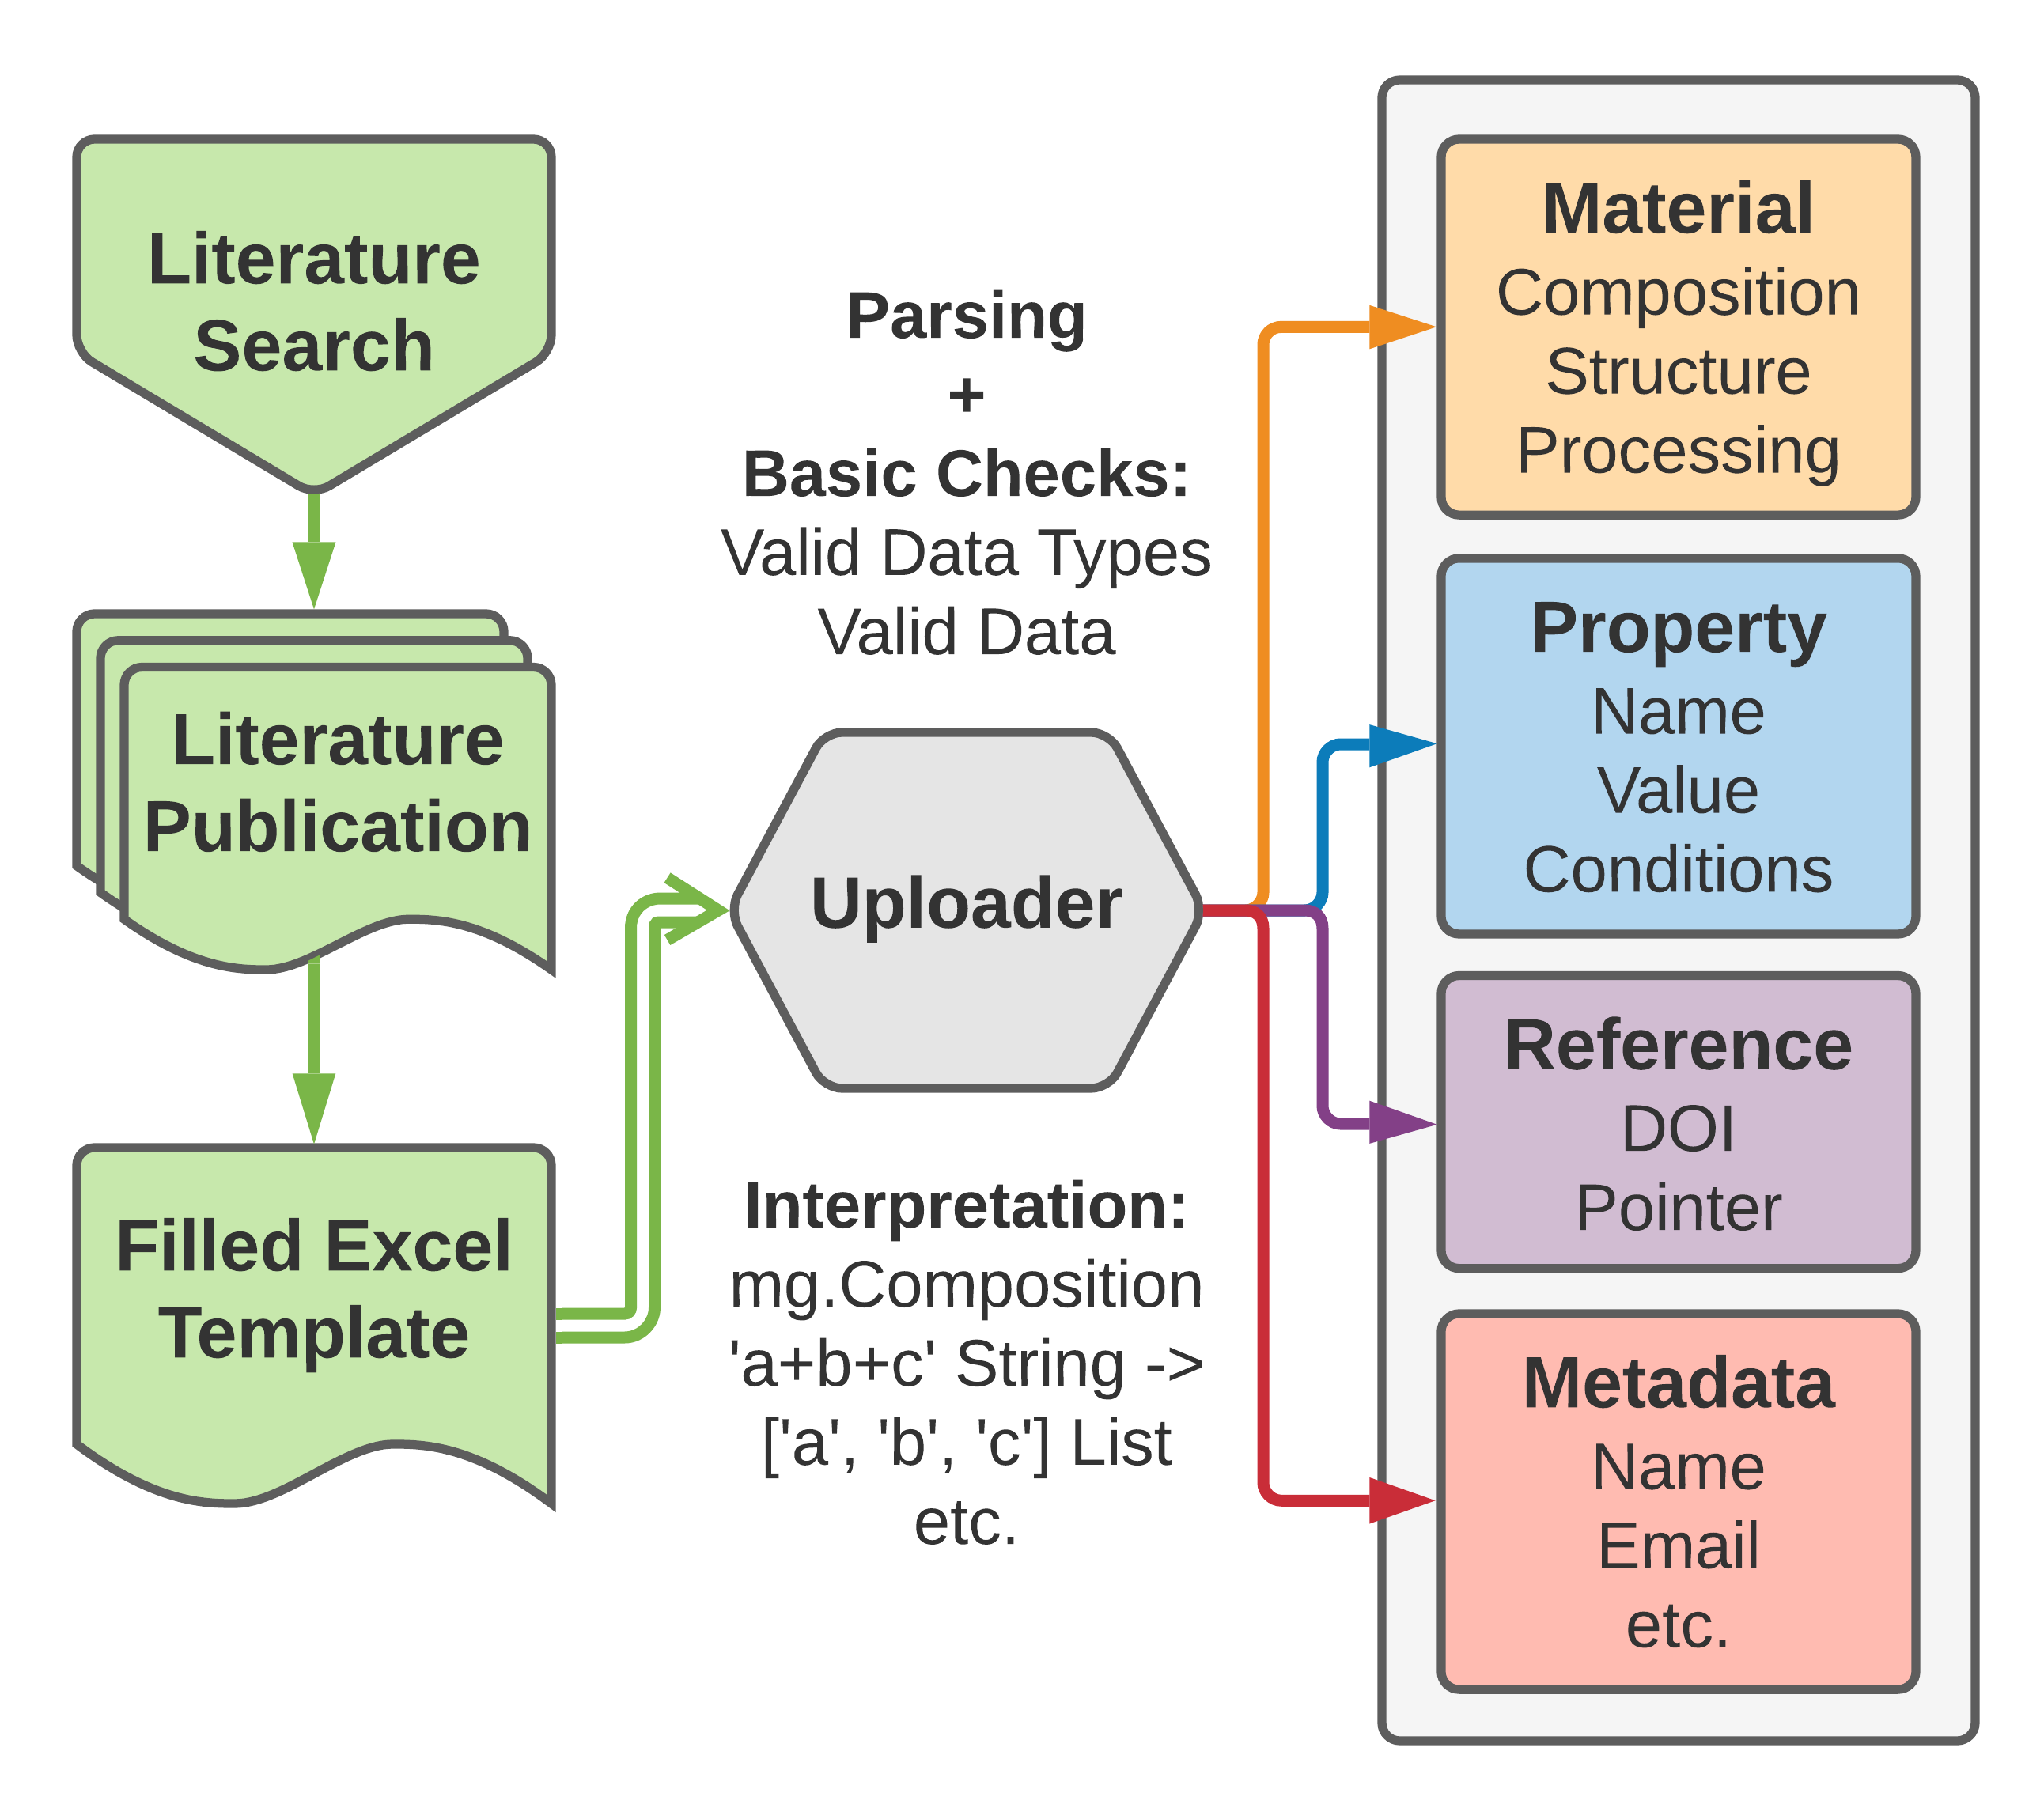 Literature
Search
Literature
Publication
Filled Excel
Template
Parsing
+
Basic Checks:
Valid Data Types
Valid Data
Uploader
Interpretation:
mg.Composition
'a+b+c' String ->
['a', 'b', 'c'] List
etc.
Material
Composition
Structure
Processing
Property
Name
Value
Conditions
Reference
DOI
Pointer
Metadata
Name
Email
etc.